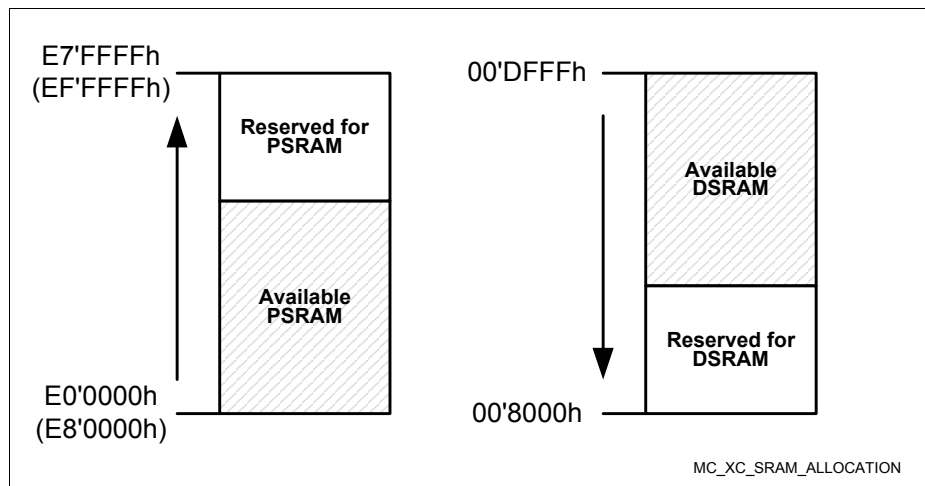 E7'FFFFh
(EF'FFFFh)
Reserved for
PSRAM
Available
PSRAM
E0'0000h
(E8'0000h)
00'DFFFh
Available
DSRAM
Reserved for
DSRAM
00'8000h
MC_XC_SRAM_ALLOCATION